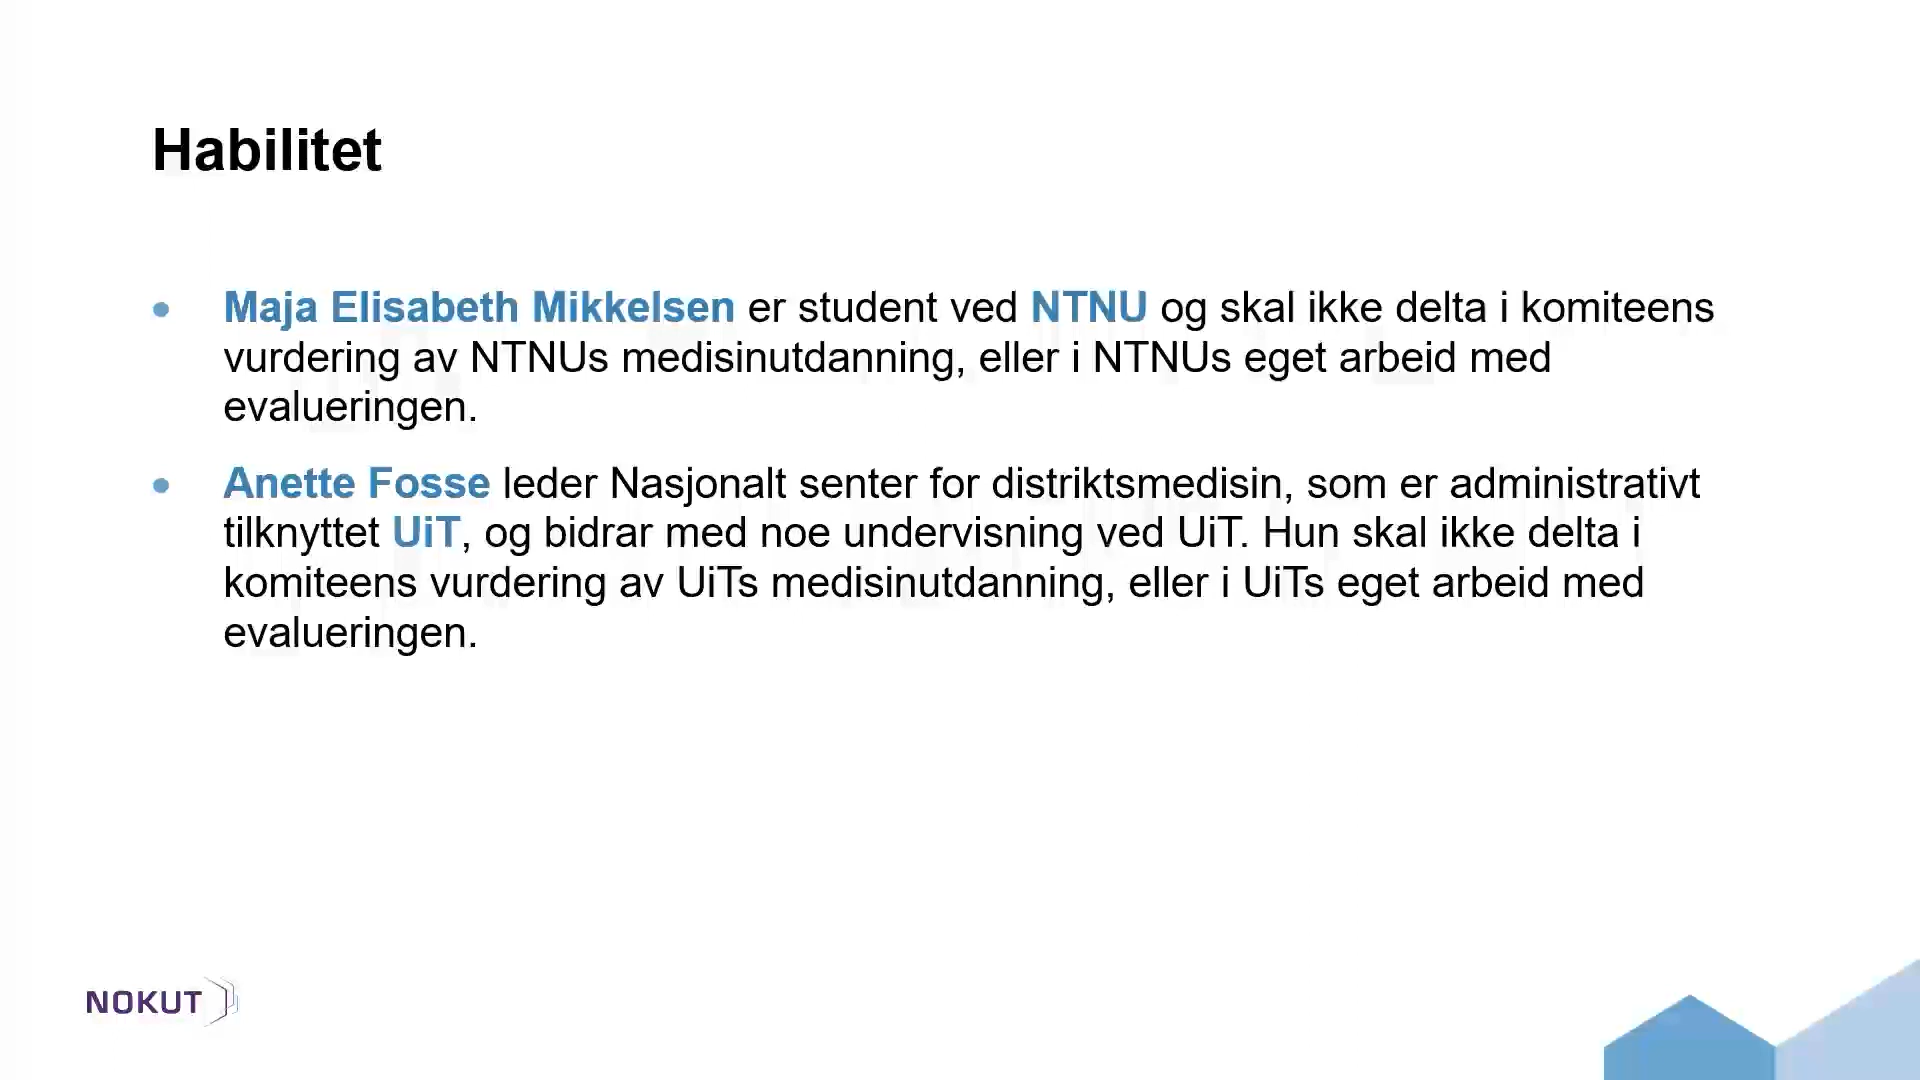 Habilitet
Maja Elisabeth Mikkelsen er student ved NTNU og skal ikke delta i komiteens
vurdering av NTNUs medisinutdanning, eller i NTNUs eget arbeid med
evalueringen.
Anette Fosse leder Nasjonalt senter for distriktsmedisin, som er administrativt
tilknyttet UiT, og bidrar med noe undervisning ved UiT. Hun skal ikke delta i
komiteens vurdering av UiTs medisinutdanning, eller i UiTs eget arbeid med
evalueringen.
NOKUT